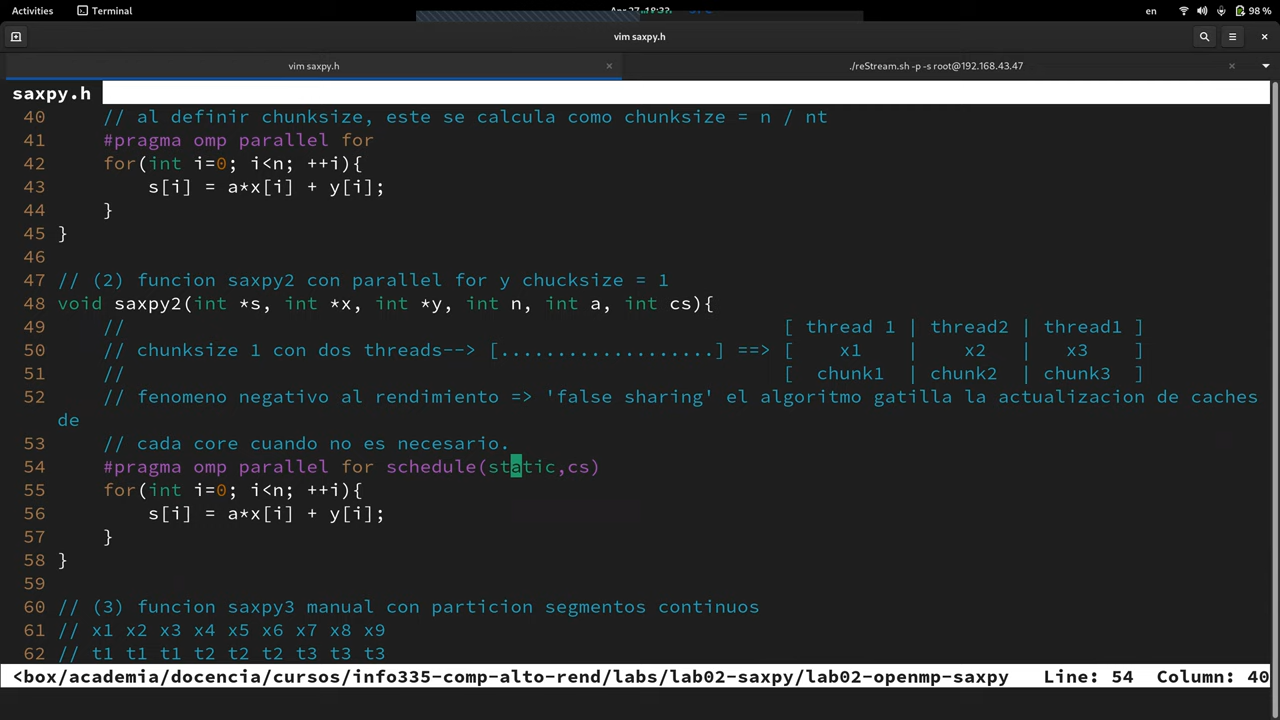 Activities Terminal en 98 %
vim saxpy.h
vim saxpy.h × ./reStream.sh -p -s root@192.168.43.47 ×
saxpy.h
40 // al definir chunksize, este se calcula como chunksize = n / nt
41 #pragma omp parallel for
42 for(int i=0; i<n; ++i){
43 s[i] = a*x[i] + y[i];
44 }
45 }
46
47 // (2) funcion saxpy2 con parallel for y chucksize = 1
48 void saxpy2(int *s, int *x, int *y, int n, int a, int cs){
49 // [ thread 1 | thread2 | thread1 ]
50 // chunksize 1 con dos threads--> [...................] ==> [ x1 | x2 | x3 ]
51 // [ chunk1 | chunk2 | chunk3 ]
52 // fenomeno negativo al rendimiento => 'false sharing' el algoritmo gatilla la actualizacion de caches
de
53 // cada core cuando no es necesario.
54 #pragma omp parallel for schedule(static,cs)
55 for(int i=0; i<n; ++i){
56 s[i] = a*x[i] + y[i];
57 }
58 }
59
60 // (3) funcion saxpy3 manual con particion segmentos continuos
61 // x1 x2 x3 x4 x5 x6 x7 x8 x9
62 // t1 t1 t1 t2 t2 t2 t3 t3 t3
<box/academia/docencia/cursos/info335-comp-alto-rend/labs/lab02-saxpy/lab02-openmp-saxpy Line: 54 Column: 40